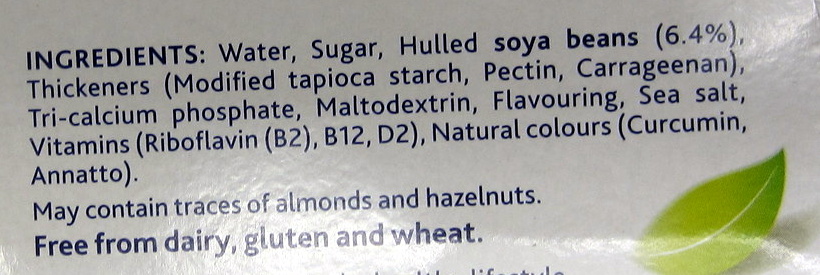 INGREDIENTS: Water, Sugar, Hulled soya beans (6.4%),
Thickeners (Modified tapioca starch, Pectin, Carrageenan),
Tri-calcium phosphate, Maltodextrin, Flavouring, Sea salt,
Vitamins (Riboflavin (B2), B12, D2), Natural colours (Curcumin,
Annatto).
May contain traces of almonds and hazelnuts.
Free from dairy, gluten and wheat.
lifestyle